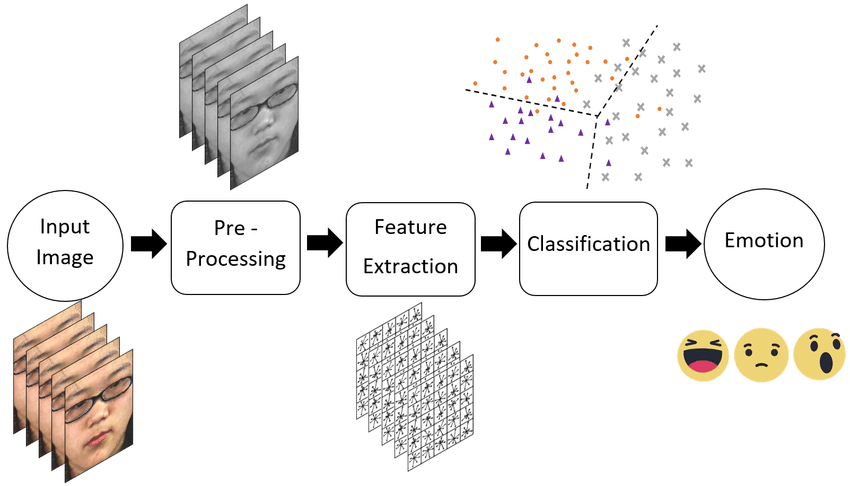 Input
Image
Pre -
Processing
Feature
Extraction
Classification
Emotion